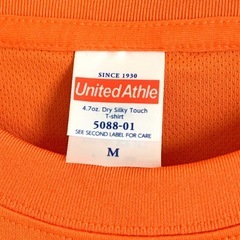 SINCE 1930
United Athle
4.7oz. Dry Silky Touch
T-shirt
5088-01
SEE SECOND LABEL FOR CARE
M